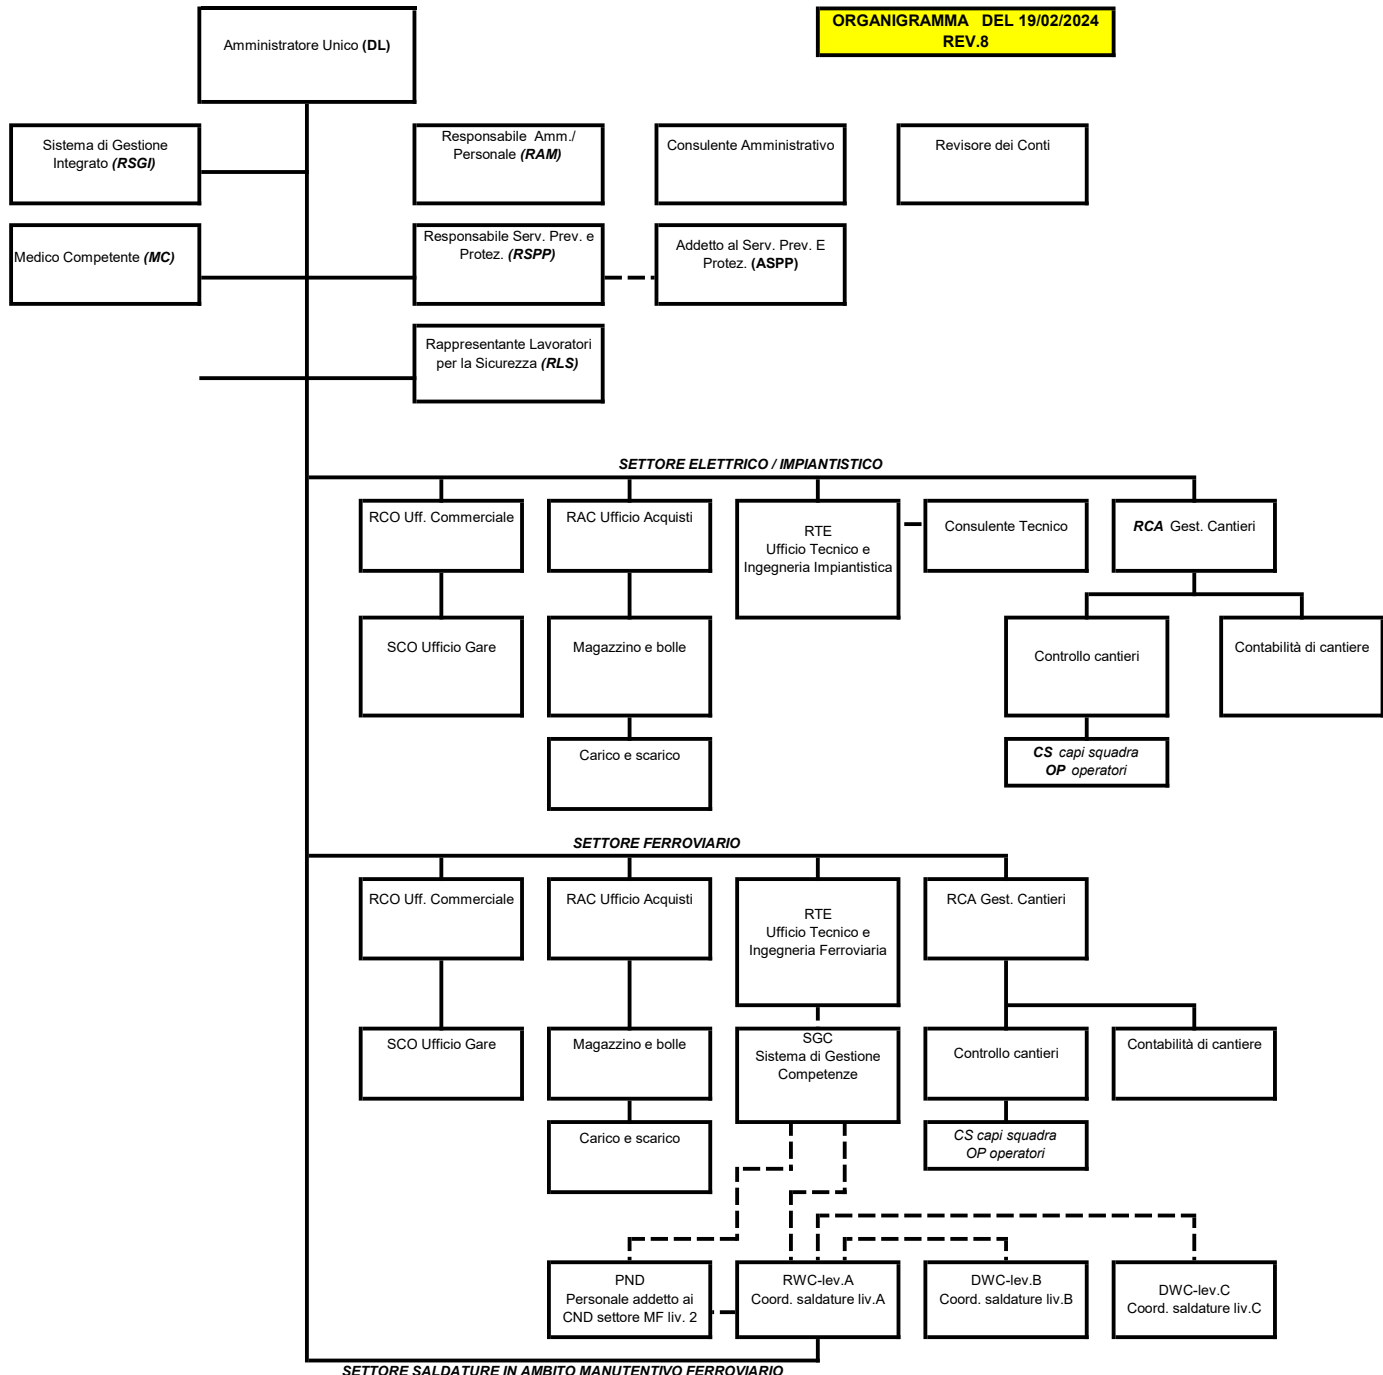 ORGANIGRAMMA DEL 19/02/2024
REV.8
Amministratore Unico (DL)
Sistema di Gestione
Integrato (RSGI)
Responsabile Amm./
Personale (RAM)
Consulente Amministrativo
Revisore dei Conti
Medico Competente (MC)
Responsabile Serv. Prev. e
Protez. (RSPP)
Addetto al Serv. Prev. E
Protez. (ASPP)
Rappresentante Lavoratori
per la Sicurezza (RLS)
SETTORE ELETTRICO / IMPIANTISTICO
RCO Uff. Commerciale
RAC Ufficio Acquisti
RTE
Ufficio Tecnico e
Ingegneria Impiantistica
Consulente Tecnico
RCA Gest. Cantieri
SCO Ufficio Gare
Magazzino e bolle
Controllo cantieri
Contabilità di cantiere
Carico e scarico
CS capi squadra
OP operatori
SETTORE FERROVIARIO
RCO Uff. Commerciale
RAC Ufficio Acquisti
RTE
Ufficio Tecnico e
Ingegneria Ferroviaria
RCA Gest. Cantieri
SCO Ufficio Gare
Magazzino e bolle
SGC
Sistema di Gestione
Competenze
Controllo cantieri
Contabilità di cantiere
Carico e scarico
CS capi squadra
OP operatori
PND
Personale addetto ai
CND settore MF liv. 2
RWC-lev.A
Coord. saldature liv.A
DWC-lev.B
Coord. saldature liv.B
DWC-lev.C
Coord. saldature liv.C
SETTORE SALDATURE IN AMBITO MANUTENTIVO FERROVIARIO